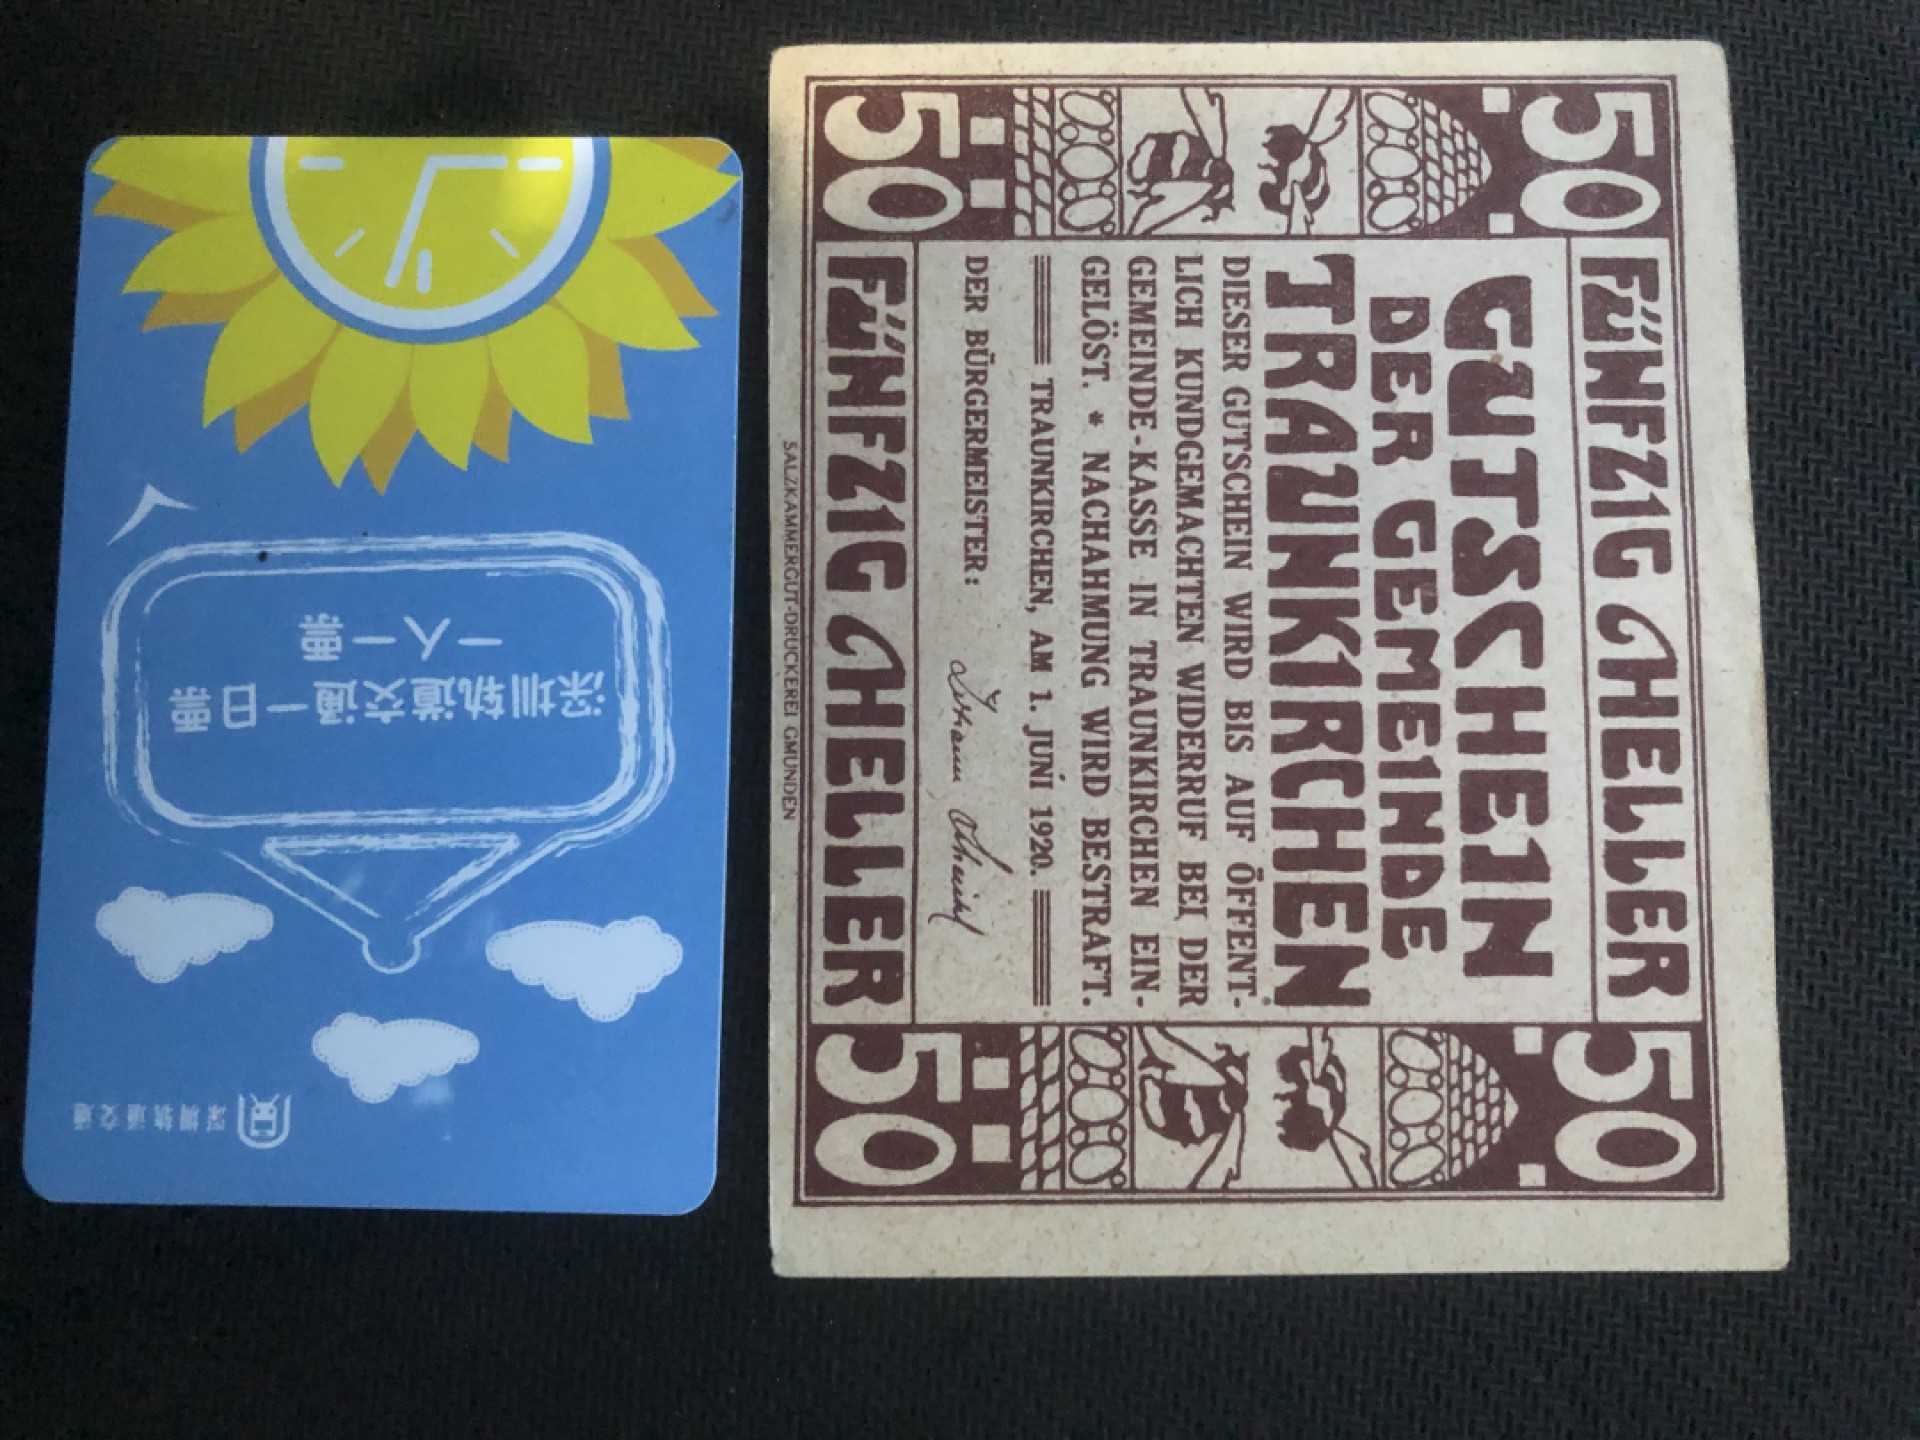 深圳轨道交通一日票
一人一票
深圳轨道交通
50
FÜNFZIG HELLER
50
GUTSCHEIN
DER GEMEINDE
TRAUNKIRCHEN
DIESER GUTSCHEIN WIRD BIS AUF ÖFFENT-
LICH KUNDGEMACHTEN WIDERRUF BEI DER
GEMEINDE-KASSE IN TRAUNKIRCHEN EIN-
GELÖST. * NACHAHMUNG WIRD BESTRAFT.
TRAUNKIRCHEN, AM 1. JUNI 1920.
DER BÜRGERMEISTER:
50
FÜNFZIG HELLER
50
SALZKAMMERGUT-DRUCKEREI GMUNDEN